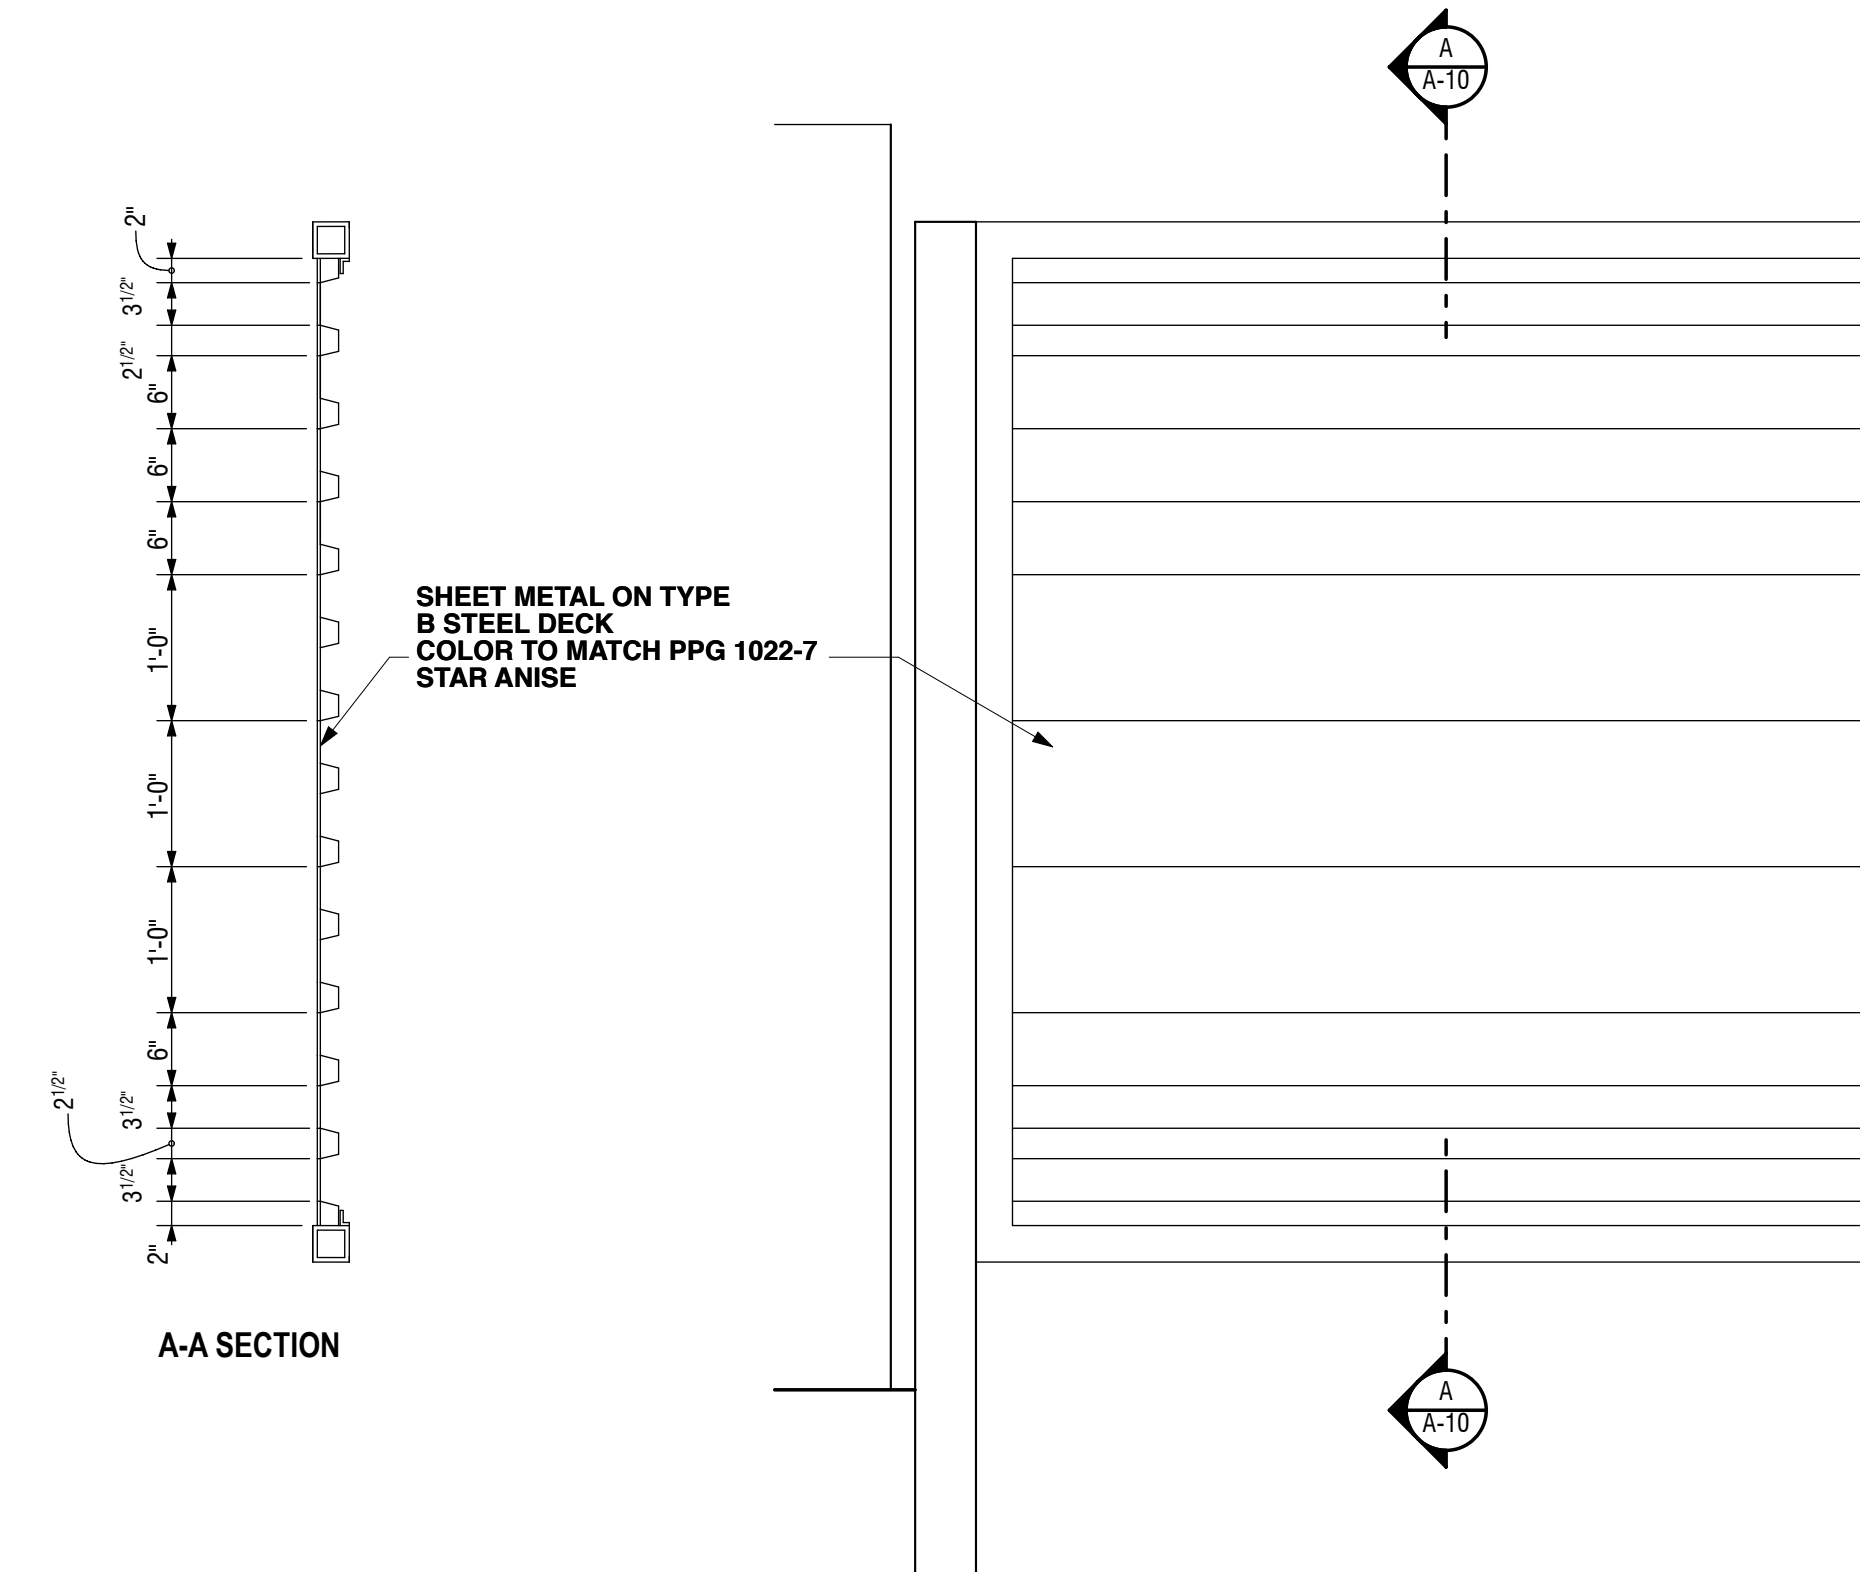 A
A-10
2"
3 1/2"
2 1/2"
6"
6"
6"
1'-0"
1'-0"
1'-0"
6"
3 1/2"
2 1/2"
3 1/2"
2"
SHEET METAL ON TYPE
B STEEL DECK
COLOR TO MATCH PPG 1022-7
STAR ANISE
A-A SECTION
A
A-10